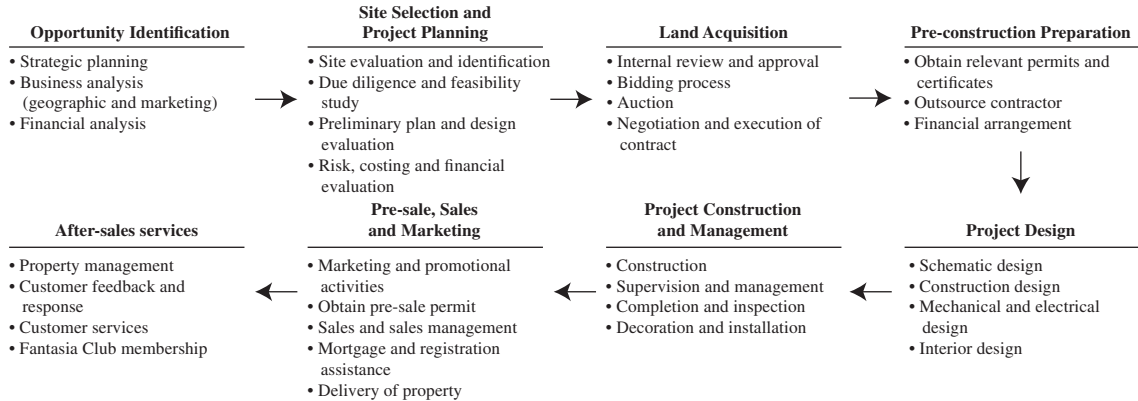 Opportunity Identification
• Strategic planning
• Business analysis
(geographic and marketing)
• Financial analysis
Site Selection and
Project Planning
• Site evaluation and identification
• Due diligence and feasibility
study
• Preliminary plan and design
evaluation
• Risk, costing and financial
evaluation
Land Acquisition
• Internal review and approval
• Bidding process
• Auction
• Negotiation and execution of
contract
Pre-construction Preparation
• Obtain relevant permits and
certificates
• Outsource contractor
• Financial arrangement
Project Design
• Schematic design
• Construction design
• Mechanical and electrical
design
• Interior design
Project Construction
and Management
• Construction
• Supervision and management
• Completion and inspection
• Decoration and installation
Pre-sale, Sales
and Marketing
• Marketing and promotional
activities
• Obtain pre-sale permit
• Sales and sales management
• Mortgage and registration
assistance
• Delivery of property
After-sales services
• Property management
• Customer feedback and
response
• Customer services
• Fantasia Club membership